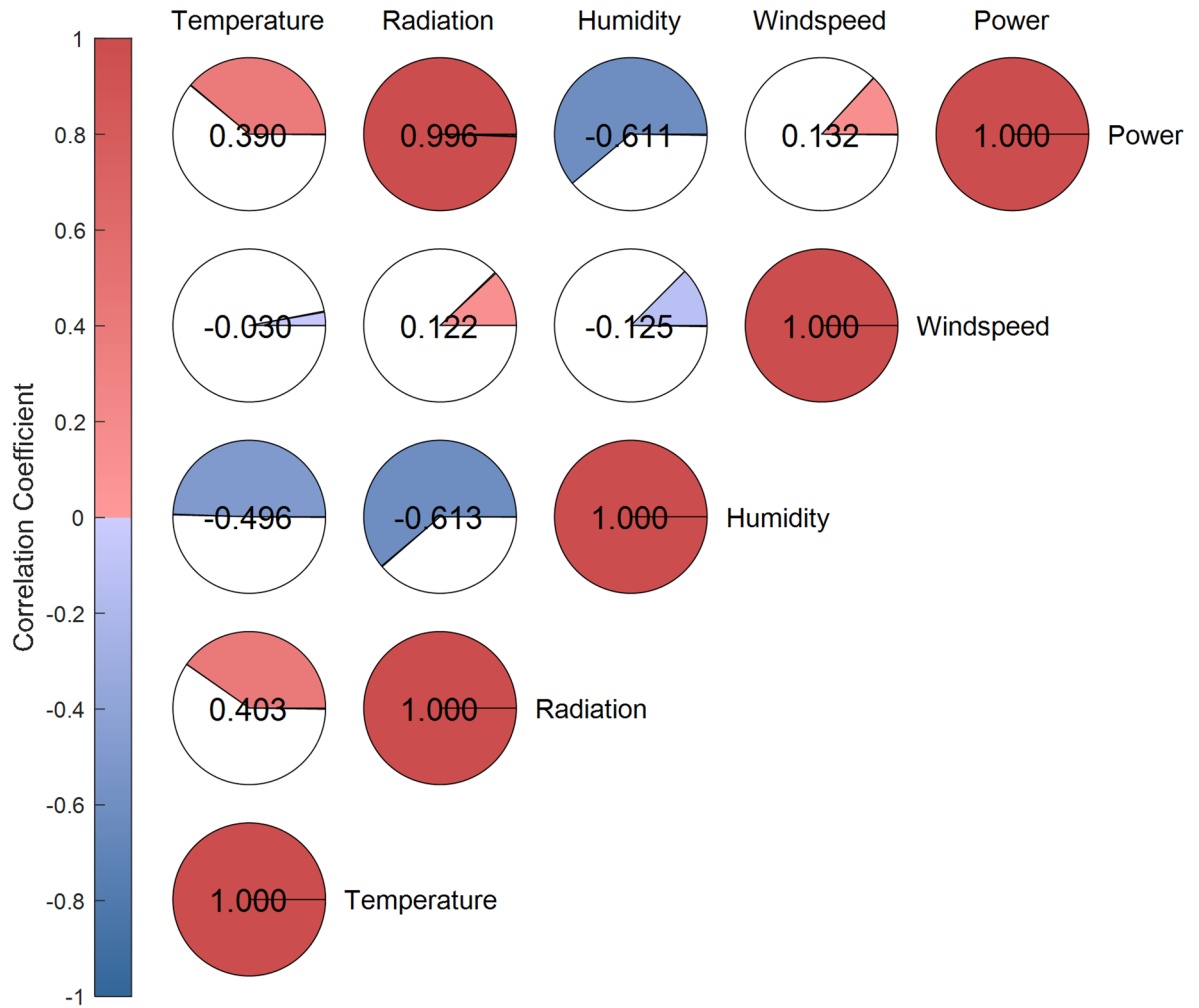 Temperature Radiation Humidity Windspeed Power
1
0.8
0.6
0.4
0.2
0
-0.2
-0.4
-0.6
-0.8
-1
Correlation Coefficient
0.390 0.996 -0.611 0.132 1.000 Power
-0.030 0.122 -0.125 1.000 Windspeed
-0.496 -0.613 1.000 Humidity
0.403 1.000 Radiation
1.000 Temperature